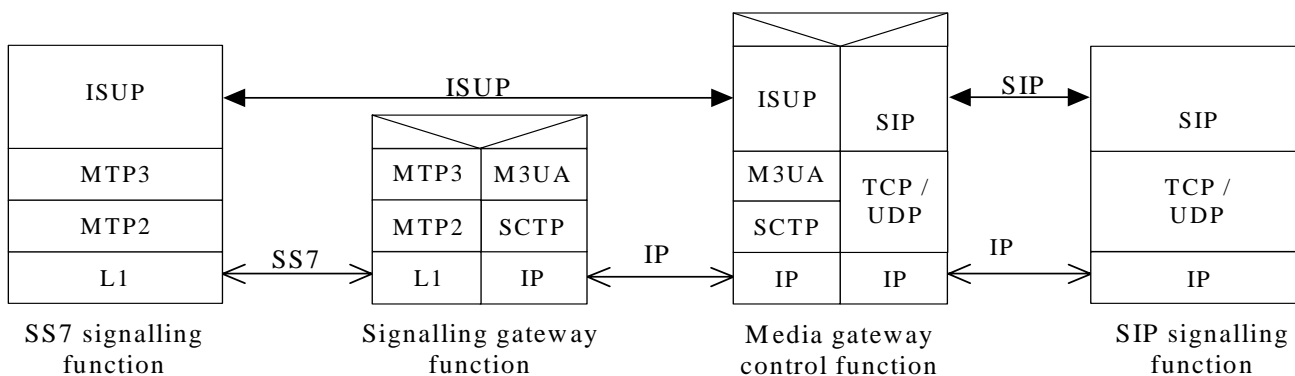 ISUP
MTP3
MTP2
L1
SS7 signalling
function
ISUP
SS7
MTP3
M3UA
MTP2
SCTP
L1
IP
Signalling gateway
function
IP
ISUP
SIP
M3UA
SCTP
TCP /
UDP
IP
IP
Media gateway
control function
SIP
IP
SIP
TCP /
UDP
IP
SIP signalling
function